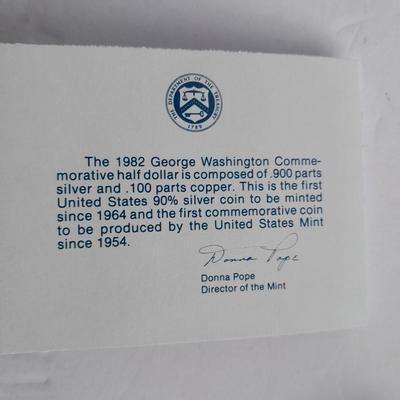 THE DEPARTMENT OF THE TREASURY
1789
The 1982 George Washington Comme-
morative half dollar is composed of .900 parts
silver and .100 parts copper. This is the first
United States 90% silver coin to be minted
since 1964 and the first commemorative coin
to be produced by the United States Mint
since 1954.
Donna Pope
Donna Pope
Director of the Mint